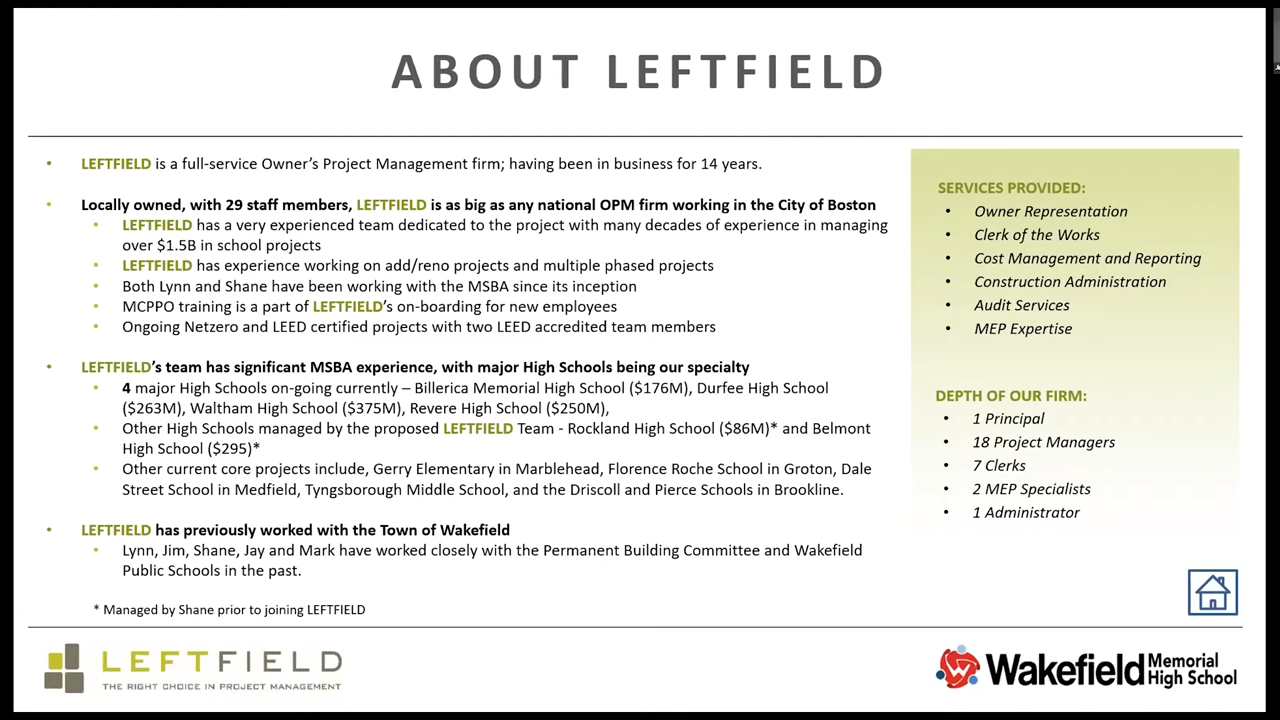 ABOUT LEFTFIELD
• LEFTFIELD is a full-service Owner's Project Management firm; having been in business for 14 years.
• Locally owned, with 29 staff members, LEFTFIELD is as big as any national OPM firm working in the City of Boston
• LEFTFIELD has a very experienced team dedicated to the project with many decades of experience in managing
over $1.5B in school projects
• LEFTFIELD has experience working on add/reno projects and multiple phased projects
• Both Lynn and Shane have been working with the MSBA since its inception
• MCPPO training is a part of LEFTFIELD's on-boarding for new employees
• Ongoing Netzero and LEED certified projects with two LEED accredited team members
• LEFTFIELD's team has significant MSBA experience, with major High Schools being our specialty
• 4 major High Schools on-going currently – Billerica Memorial High School ($176M), Durfee High School
($263M), Waltham High School ($375M), Revere High School ($250M),
• Other High Schools managed by the proposed LEFTFIELD Team - Rockland High School ($86M)* and Belmont
High School ($295)*
• Other current core projects include, Gerry Elementary in Marblehead, Florence Roche School in Groton, Dale
Street School in Medfield, Tyngsborough Middle School, and the Driscoll and Pierce Schools in Brookline.
• LEFTFIELD has previously worked with the Town of Wakefield
• Lynn, Jim, Shane, Jay and Mark have worked closely with the Permanent Building Committee and Wakefield
Public Schools in the past.
* Managed by Shane prior to joining LEFTFIELD
SERVICES PROVIDED:
• Owner Representation
• Clerk of the Works
• Cost Management and Reporting
• Construction Administration
• Audit Services
• MEP Expertise
DEPTH OF OUR FIRM:
• 1 Principal
• 18 Project Managers
• 7 Clerks
• 2 MEP Specialists
• 1 Administrator
LEFTFIELD
THE RIGHT CHOICE IN PROJECT MANAGEMENT
Wakefield Memorial
High School